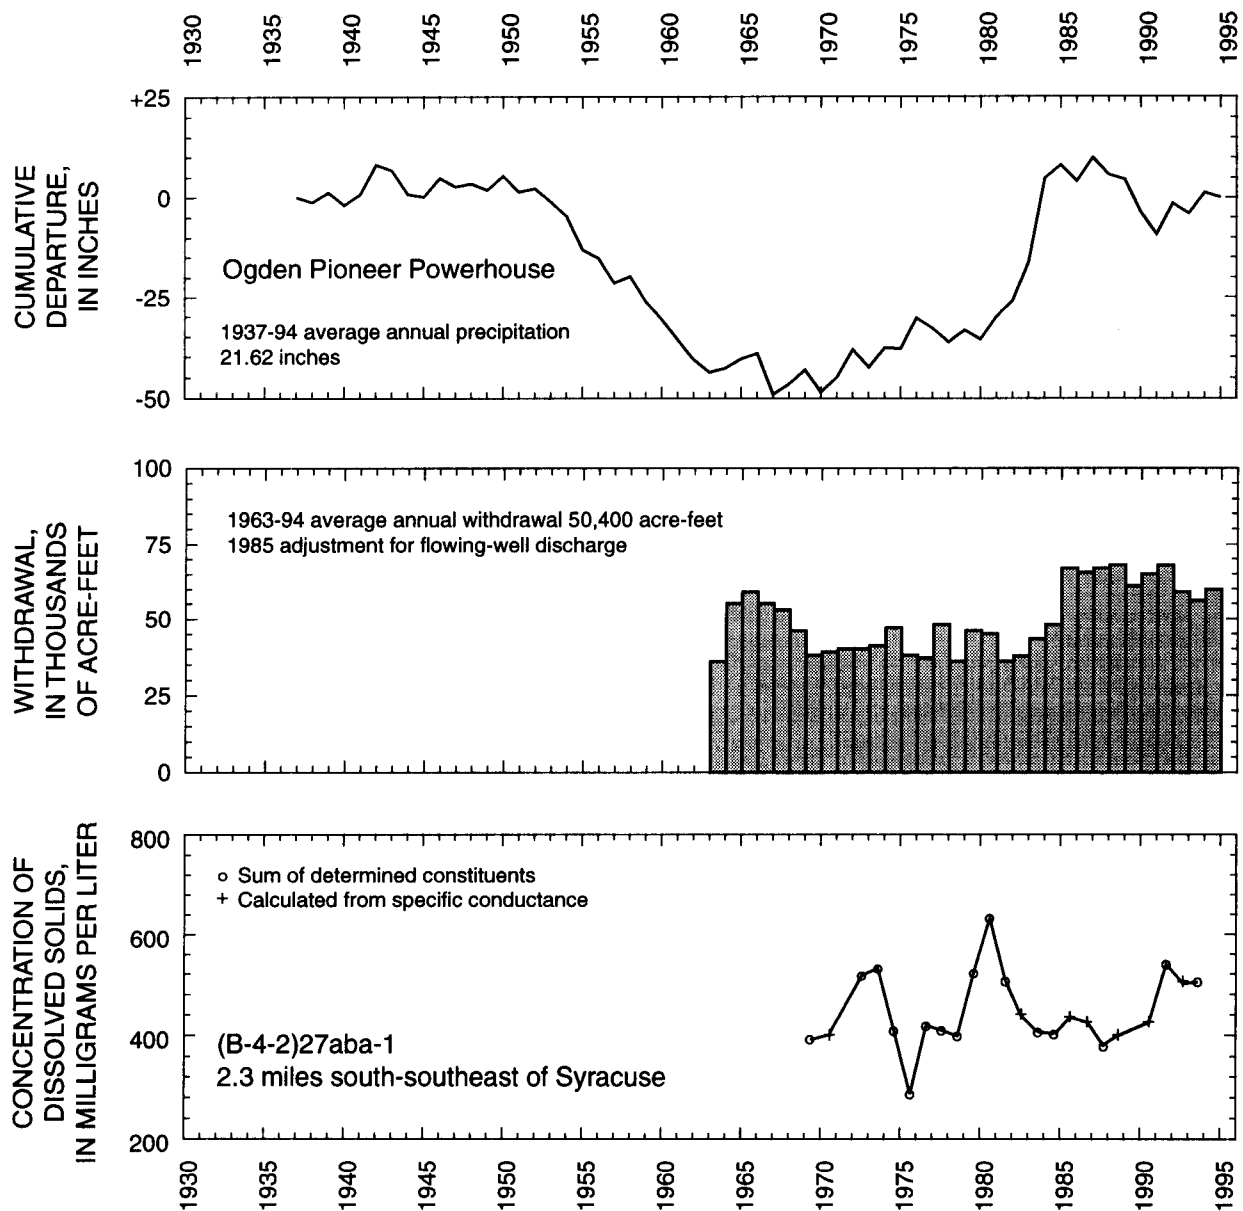 1930 1935 1940 1945 1950 1955 1960 1965 1970 1975 1980 1985 1990 1995
CUMULATIVE
DEPARTURE,
IN INCHES
+25
0
-25
-50
Ogden Pioneer Powerhouse
1937-94 average annual precipitation
21.62 inches
WITHDRAWAL,
IN THOUSANDS
OF ACRE-FEET
100
75
50
25
0
1963-94 average annual withdrawal 50,400 acre-feet
1985 adjustment for flowing-well discharge
CONCENTRATION OF
DISSOLVED SOLIDS,
IN MILLIGRAMS PER LITER
800
600
400
200
Sum of determined constituents
+ Calculated from specific conductance
(B-4-2)27aba-1
2.3 miles south-southeast of Syracuse
1930 1935 1940 1945 1950 1955 1960 1965 1970 1975 1980 1985 1990 1995